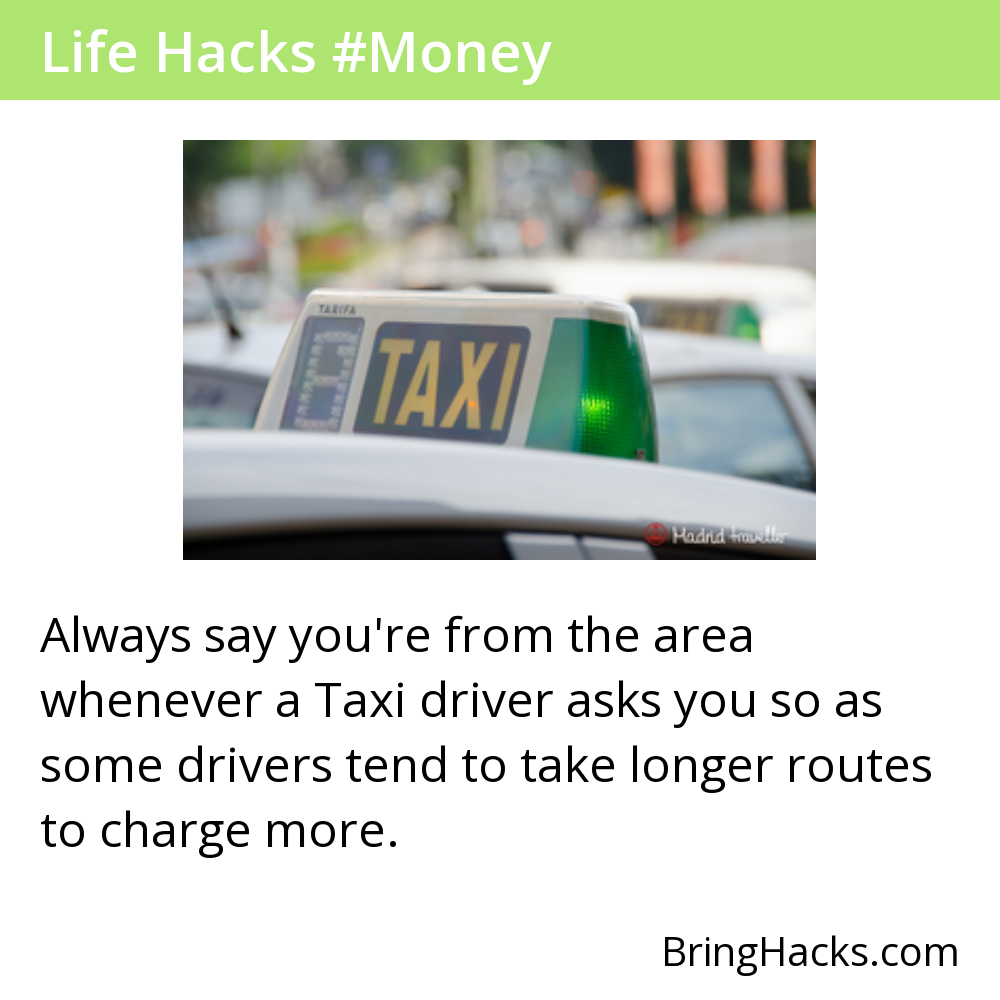 Life Hacks #Money
TARIFA
TAXI
Madrid traveller
Always say you're from the area
whenever a Taxi driver asks you so as
some drivers tend to take longer routes
to charge more.
BringHacks.com